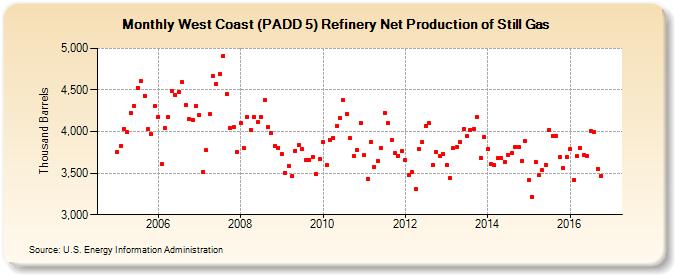 Monthly West Coast (PADD 5) Refinery Net Production of Still Gas
Thousand Barrels
5,000
4,500
4,000
3,500
3,000
2006 2008 2010 2012 2014 2016
Source: U.S. Energy Information Administration